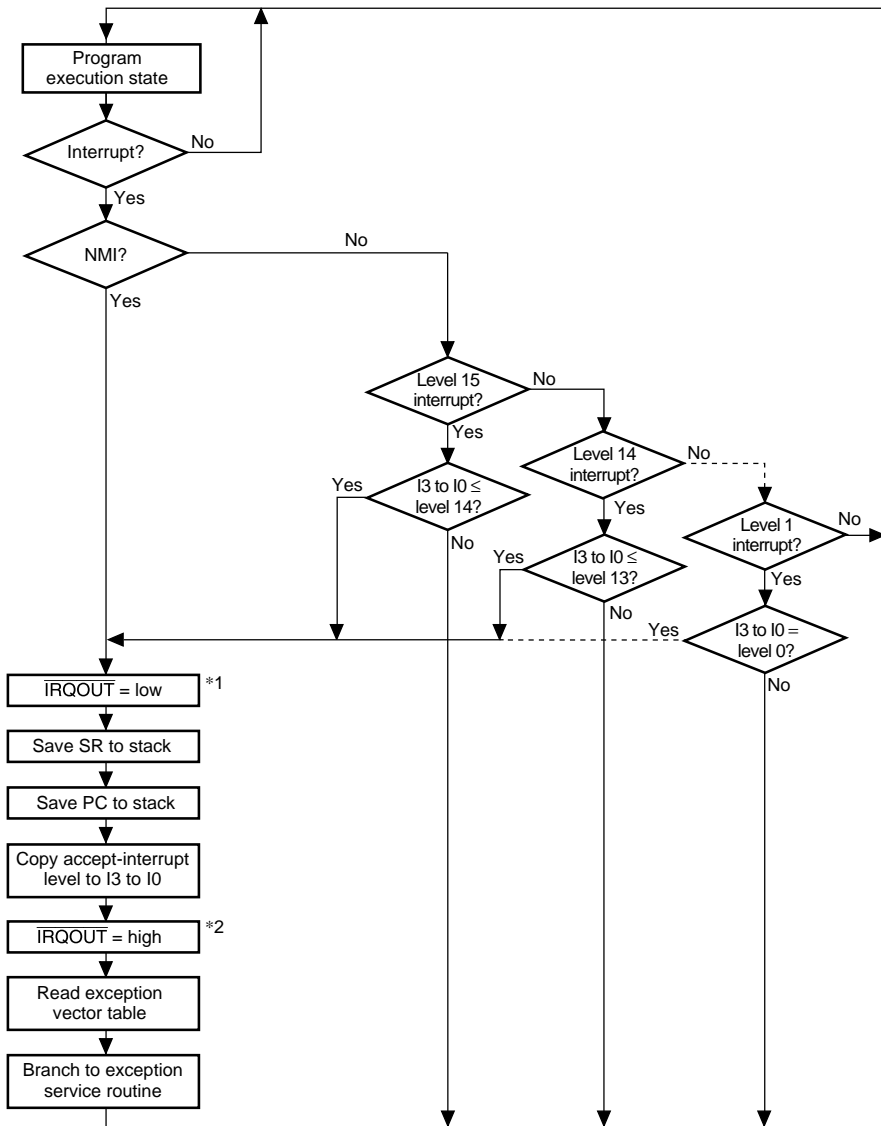 Program
execution state
Interrupt?
No
Yes
NMI?
No
Yes
Level 15
interrupt?
No
Yes
I3 to I0 ≤
level 14?
Yes
No
Level 14
interrupt?
No
Yes
I3 to I0 ≤
level 13?
Yes
No
Level 1
interrupt?
No
Yes
I3 to I0 =
level 0?
Yes
No
IRQOUT = low *1
Save SR to stack
Save PC to stack
Copy accept-interrupt
level to I3 to I0
IRQOUT = high *2
Read exception
vector table
Branch to exception
service routine